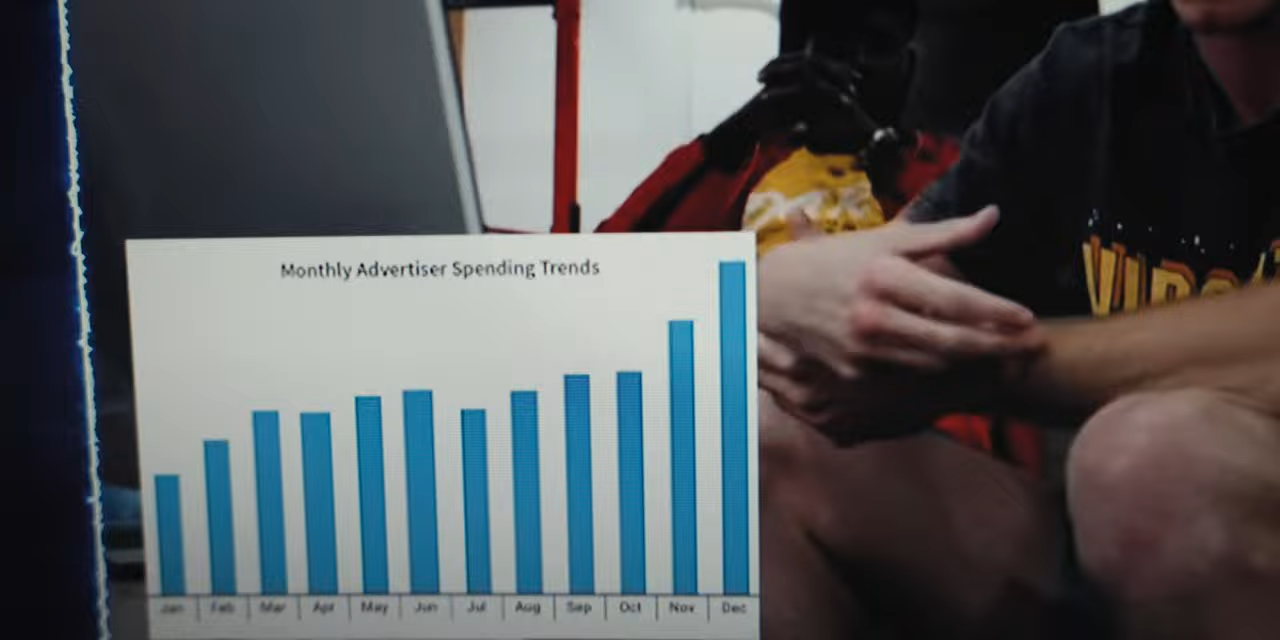 Monthly Advertiser Spending Trends
Jan Feb Mar Apr May Jun Jul Aug Sep Oct Nov Dec